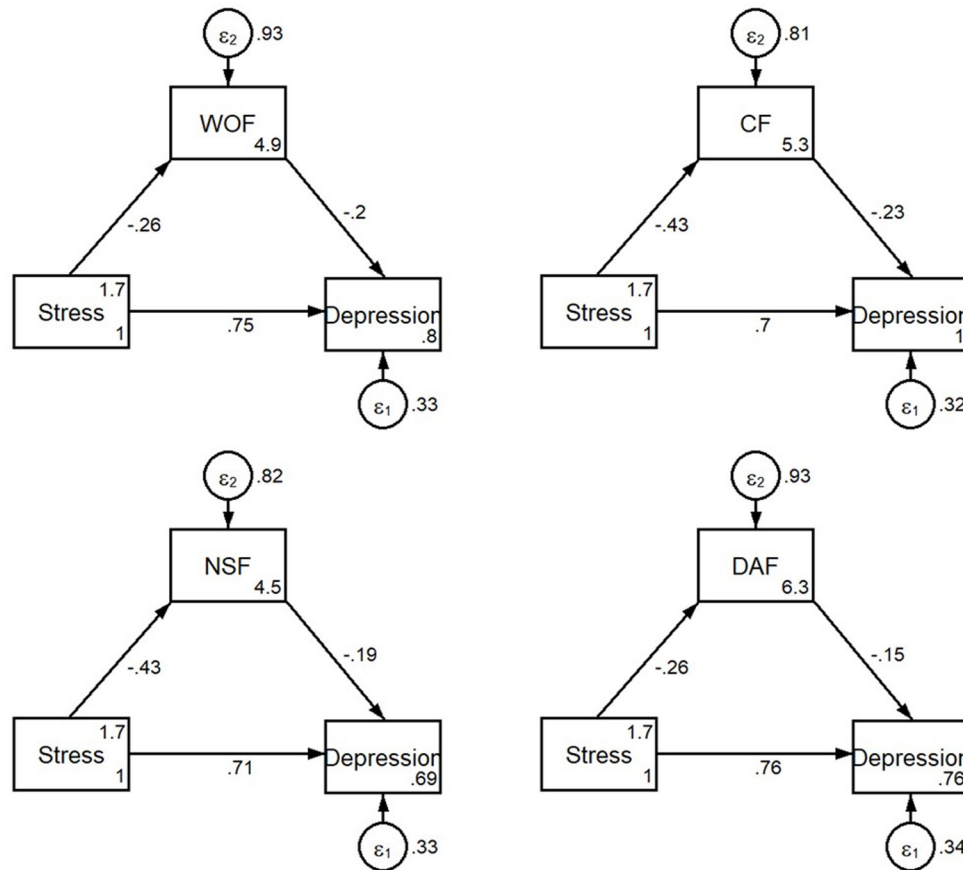 ε2 .93
WOF
4.9
-.26
-.2
1.7
Stress
1
.75
Depression
.8
ε1 .33
ε2 .81
CF
5.3
-.43
-.23
1.7
Stress
1
.7
Depression
1
ε1 .32
ε2 .82
NSF
4.5
-.43
-.19
1.7
Stress
1
.71
Depression
.69
ε1 .33
ε2 .93
DAF
6.3
-.26
-.15
1.7
Stress
1
.76
Depression
.76
ε1 .34